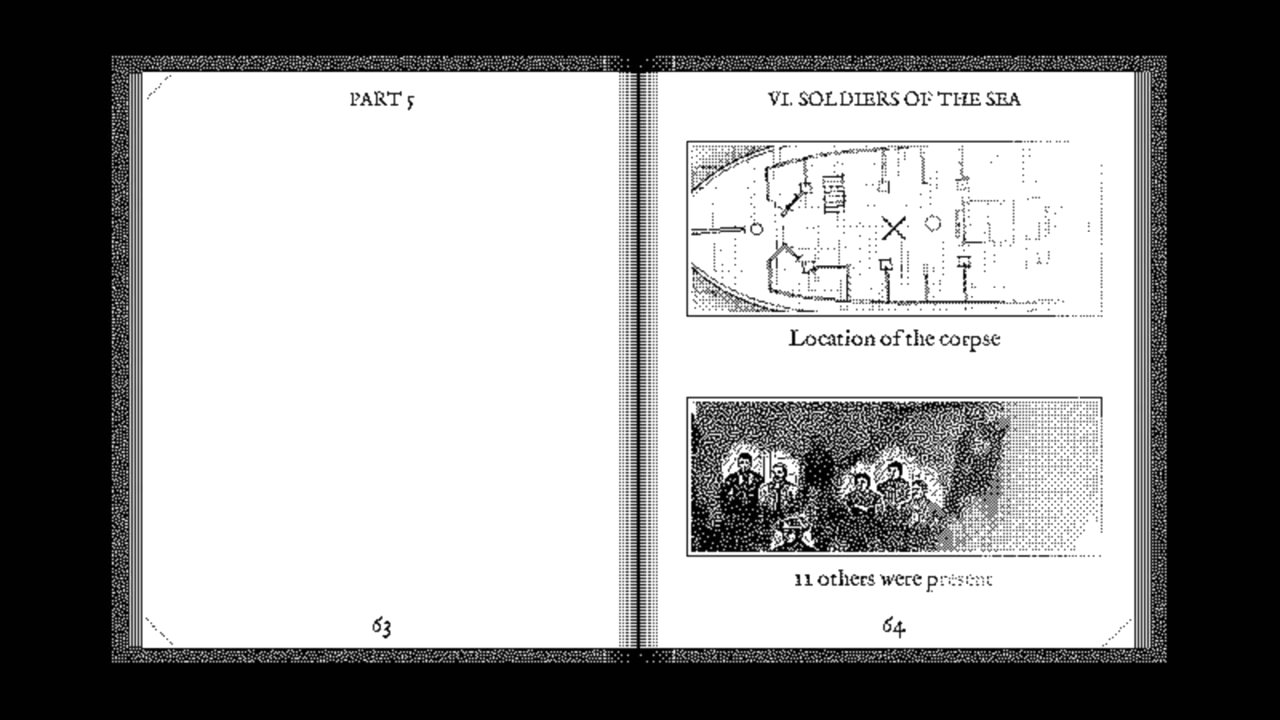 PART 5
63
VI. SOLDIERS OF THE SEA
Location of the corpse
11 others were present
64